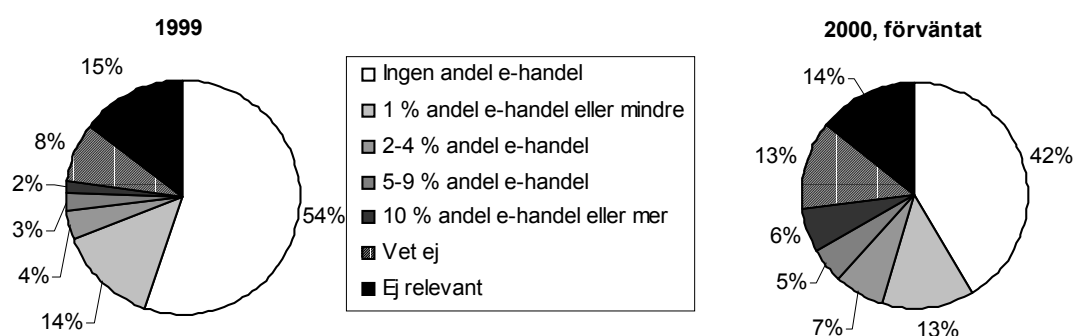 1999
15%
8%
2%
3%
4%
14%
54%
Ingen andel e-handel
1 % andel e-handel eller mindre
2-4 % andel e-handel
5-9 % andel e-handel
10 % andel e-handel eller mer
Vet ej
Ej relevant
2000, förväntat
14%
13%
6%
5%
7%
13%
42%